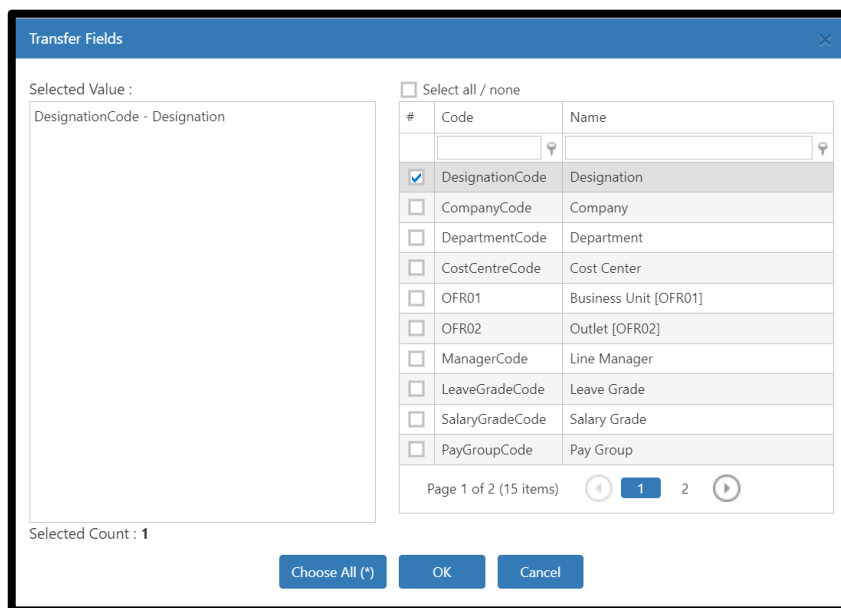 Transfer Fields
Selected Value :
DesignationCode - Designation
Selected Count : 1
Select all / none
# Code Name
DesignationCode Designation
CompanyCode Company
DepartmentCode Department
CostCentreCode Cost Center
OFR01 Business Unit [OFR01]
OFR02 Outlet [OFR02]
ManagerCode Line Manager
LeaveGradeCode Leave Grade
SalaryGradeCode Salary Grade
PayGroupCode Pay Group
Page 1 of 2 (15 items) 1 2
Choose All (*) OK Cancel